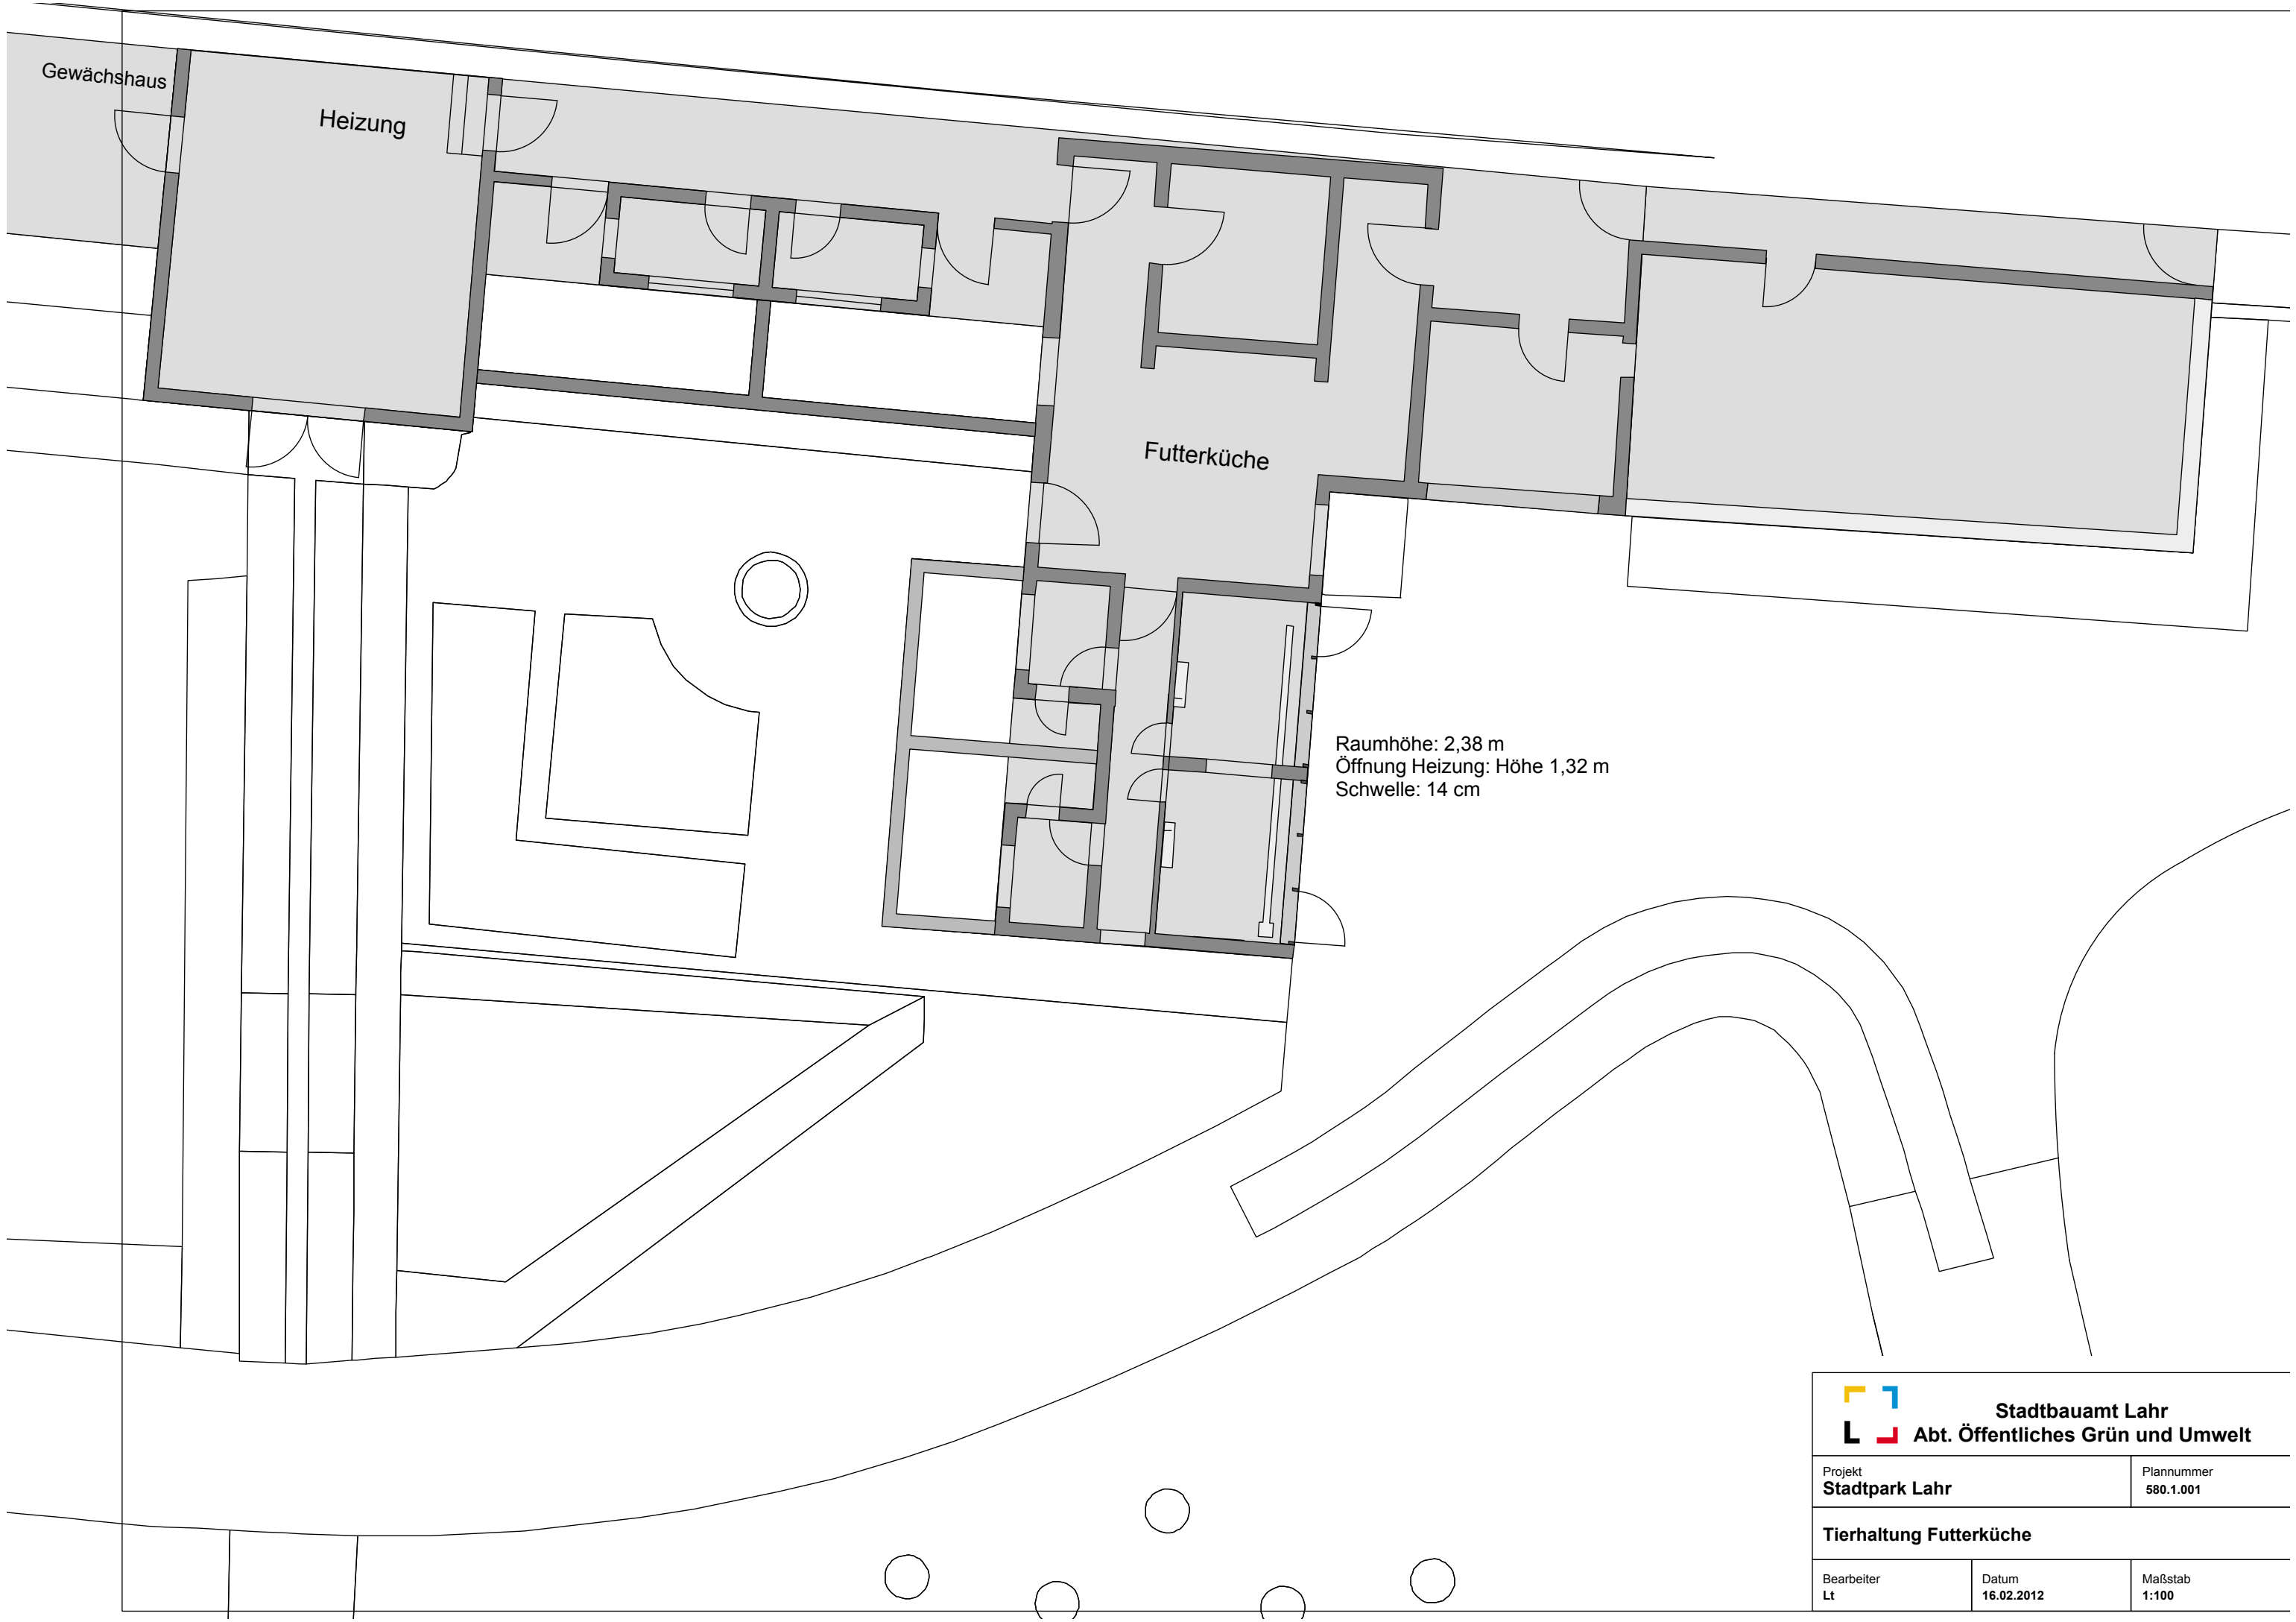 Gewächshaus
Heizung
Futterküche
Raumhöhe: 2,38 m
Öffnung Heizung: Höhe 1,32 m
Schwelle: 14 cm
L
Stadtbauamt Lahr
Abt. Öffentliches Grün und Umwelt
Projekt
Stadtpark Lahr
Plannummer
580.1.001
Tierhaltung Futterküche
Bearbeiter
Lt
Datum
16.02.2012
Maßstab
1:100